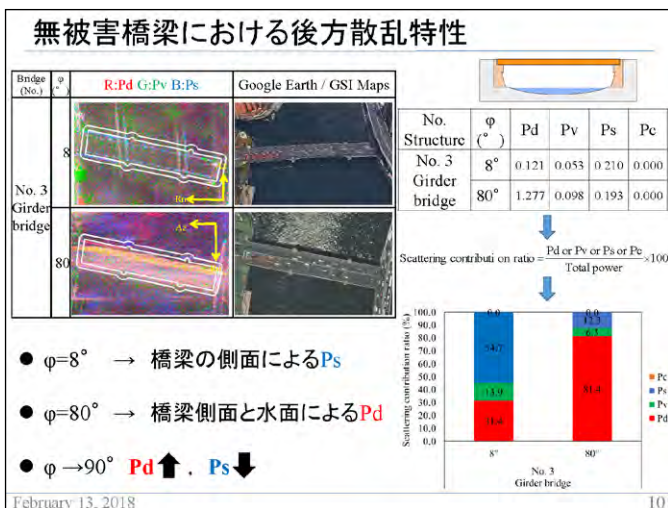 無被害橋梁における後方散乱特性
Bridge (No.) φ (°) R:Pd G:Pv B:Ps Google Earth / GSI Maps
No. 3 Girder bridge
8
80
Az
No. Structure φ (°) Pd Pv Ps Pc
No. 3 Girder bridge 8° 0.121 0.053 0.210 0.000
80° 1.277 0.098 0.193 0.000
Scattering contribution ratio = Pd or Pv or Ps or Pc / Total power ×100
● φ=8° → 橋梁の側面によるPs
● φ=80° → 橋梁側面と水面によるPd
● φ→90° Pd ⬆ . Ps ⬇
Scattering contribution ratio (%)
100.0
90.0
80.0
70.0
60.0
50.0
40.0
30.0
20.0
10.0
0.0
0.0
54.7
13.9
31.4
0.0
12.3
6.3
81.4
8° 80°
No. 3
Girder bridge
Pc
Ps
Pv
Pd
February 13, 2018
10